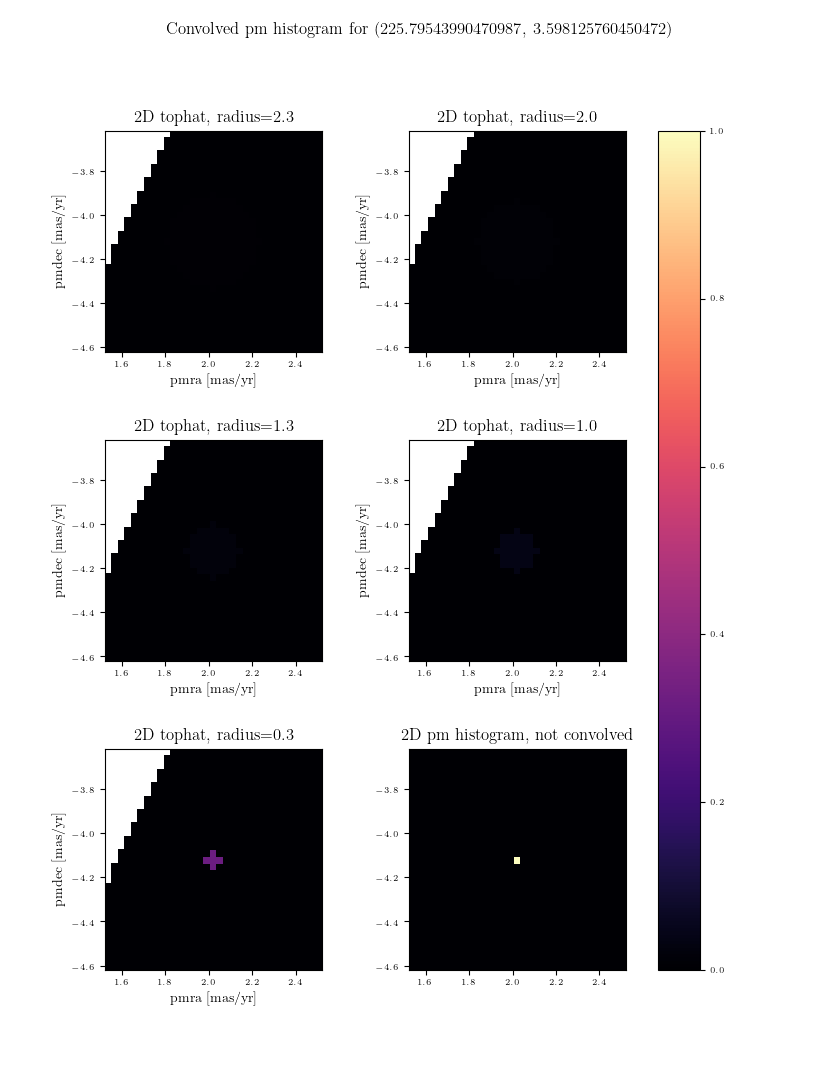 Convolved pm histogram for (225.79543990470987, 3.598125760450472)
2D tophat, radius=2.3
2D tophat, radius=2.0
pmdec [mas/yr]
−3.8
−4.0
−4.2
−4.4
−4.6
1.6 1.8 2.0 2.2 2.4
pmra [mas/yr]
pmdec [mas/yr]
−3.8
−4.0
−4.2
−4.4
−4.6
1.6 1.8 2.0 2.2 2.4
pmra [mas/yr]
2D tophat, radius=1.3
2D tophat, radius=1.0
pmdec [mas/yr]
−3.8
−4.0
−4.2
−4.4
−4.6
1.6 1.8 2.0 2.2 2.4
pmra [mas/yr]
pmdec [mas/yr]
−3.8
−4.0
−4.2
−4.4
−4.6
1.6 1.8 2.0 2.2 2.4
pmra [mas/yr]
2D tophat, radius=0.3
2D pm histogram, not convolved
pmdec [mas/yr]
−3.8
−4.0
−4.2
−4.4
−4.6
1.6 1.8 2.0 2.2 2.4
pmra [mas/yr]
−3.8
−4.0
−4.2
−4.4
−4.6
1.6 1.8 2.0 2.2 2.4
1.0
0.8
0.6
0.4
0.2
0.0